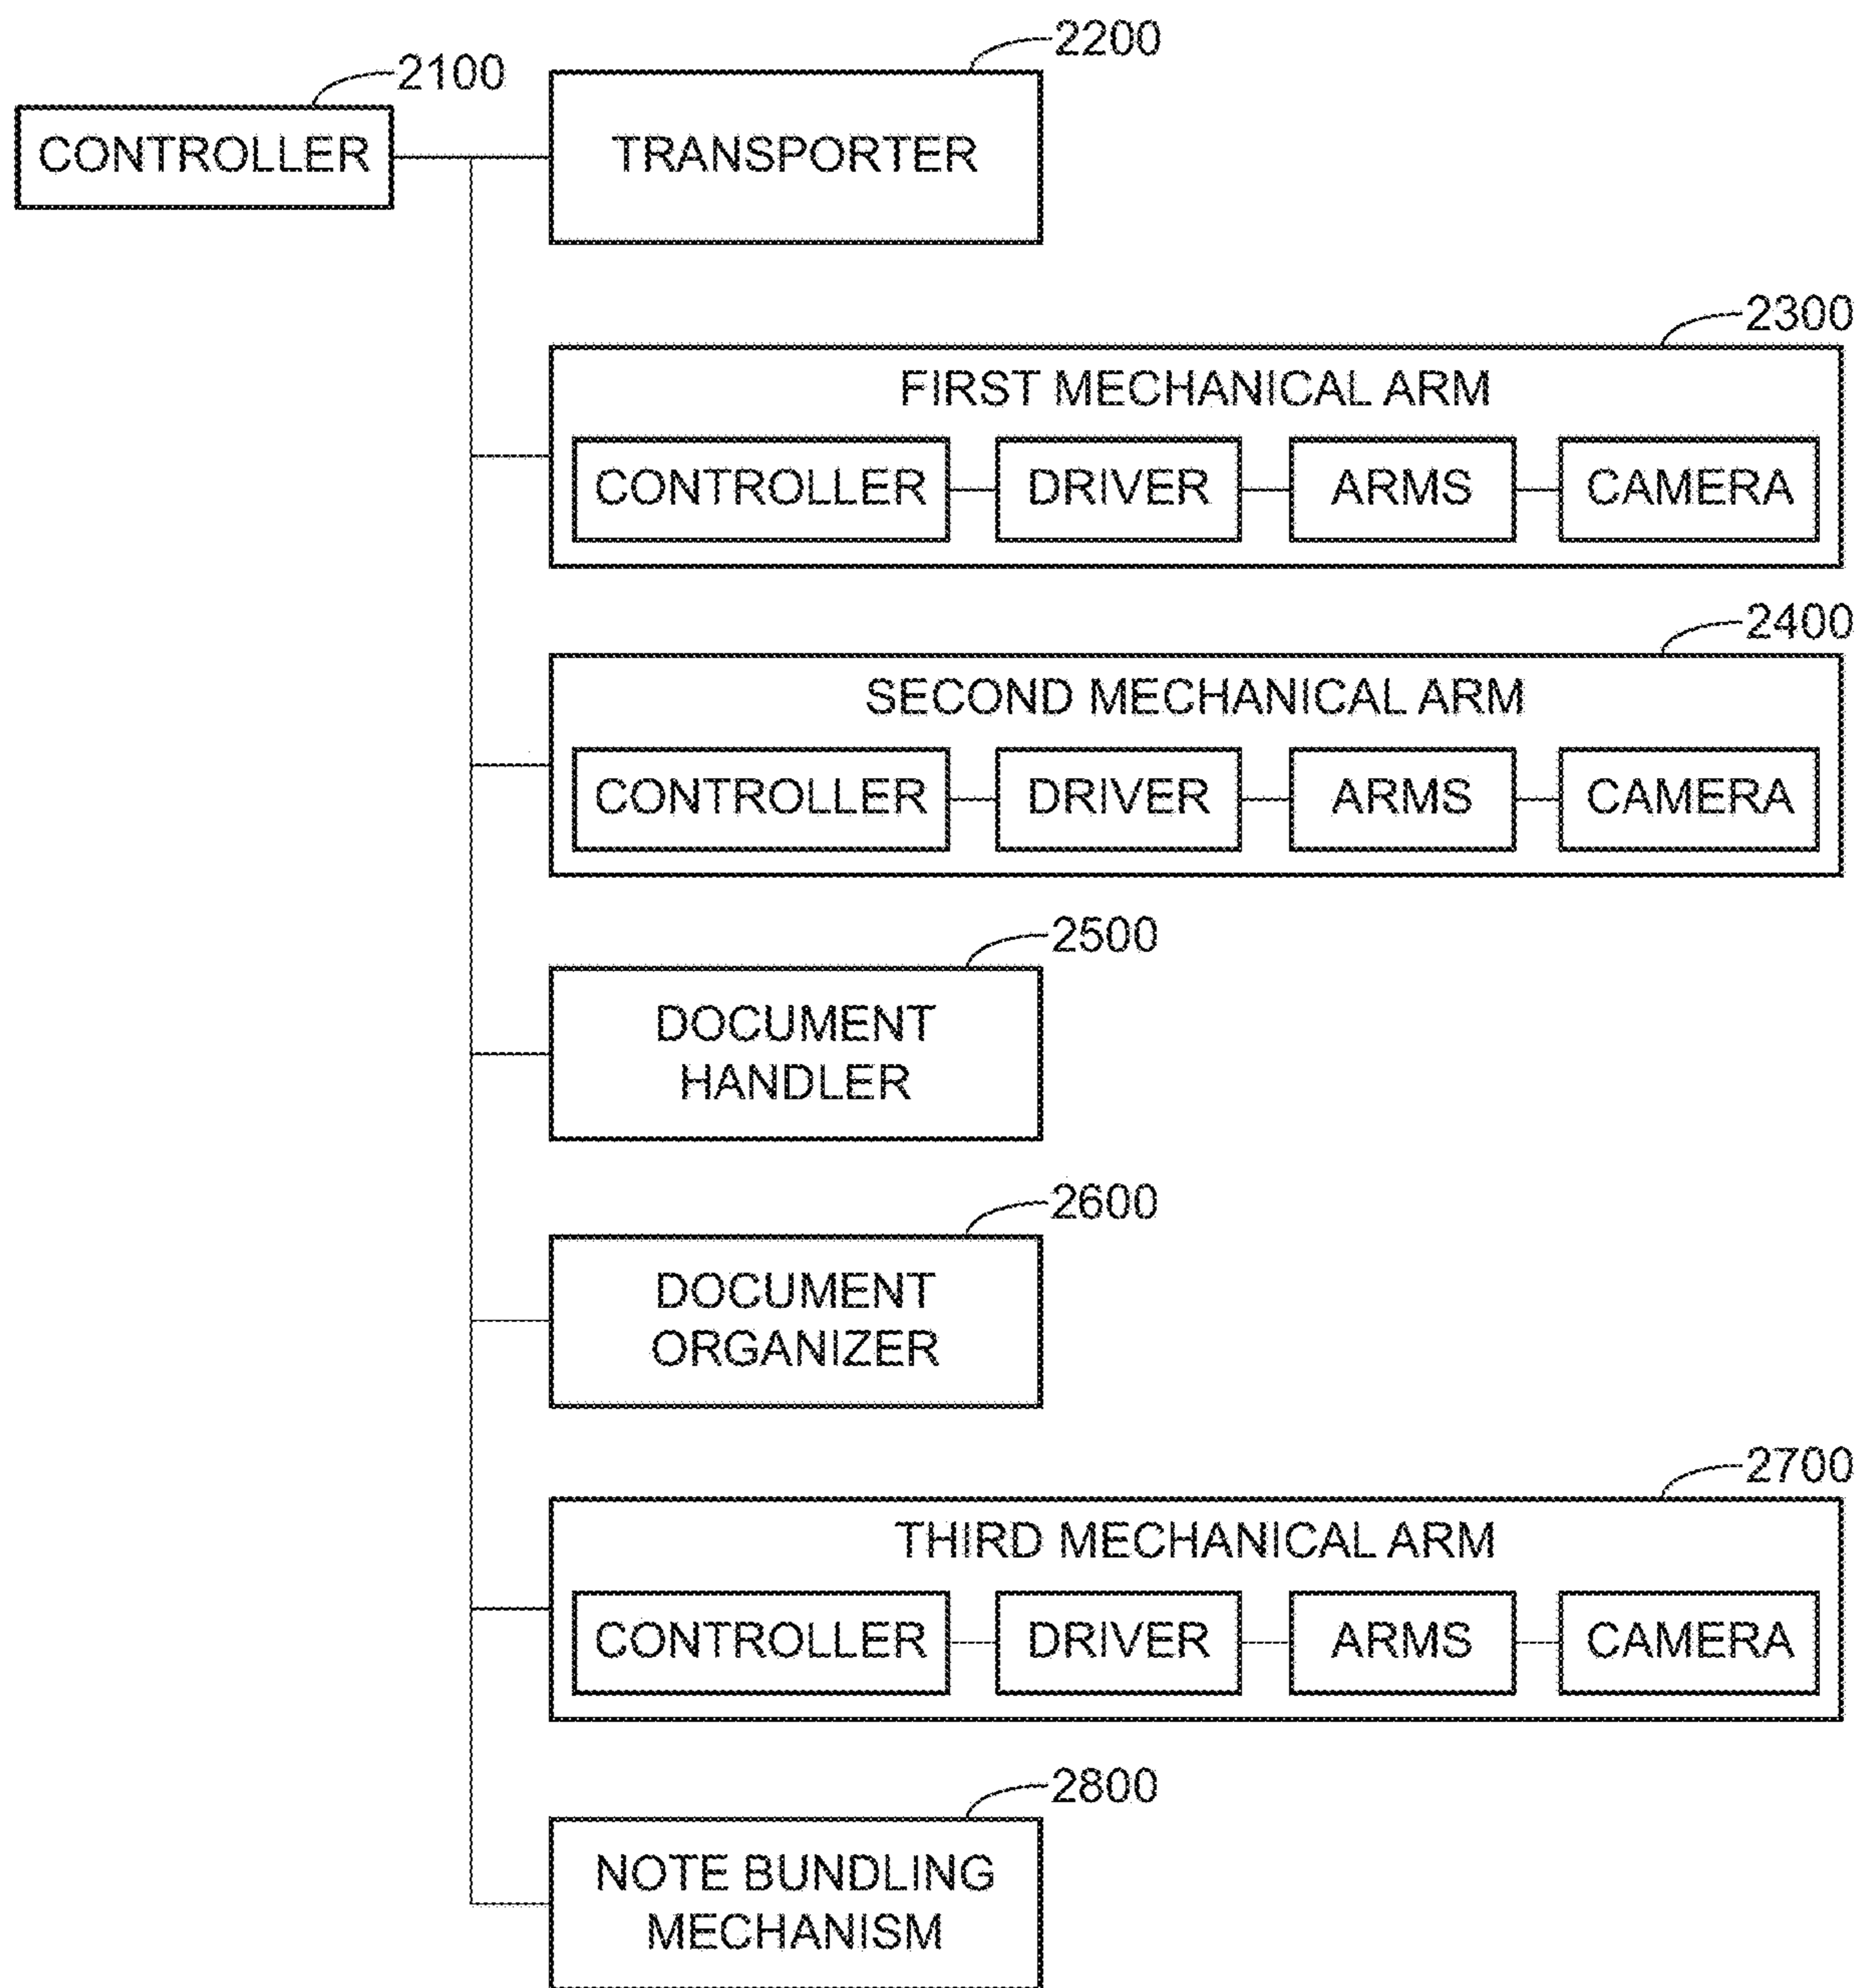 2100
CONTROLLER
2200
TRANSPORTER
2300
FIRST MECHANICAL ARM
CONTROLLER DRIVER ARMS CAMERA
2400
SECOND MECHANICAL ARM
CONTROLLER DRIVER ARMS CAMERA
2500
DOCUMENT
HANDLER
2600
DOCUMENT
ORGANIZER
2700
THIRD MECHANICAL ARM
CONTROLLER DRIVER ARMS CAMERA
2800
NOTE BUNDLING
MECHANISM